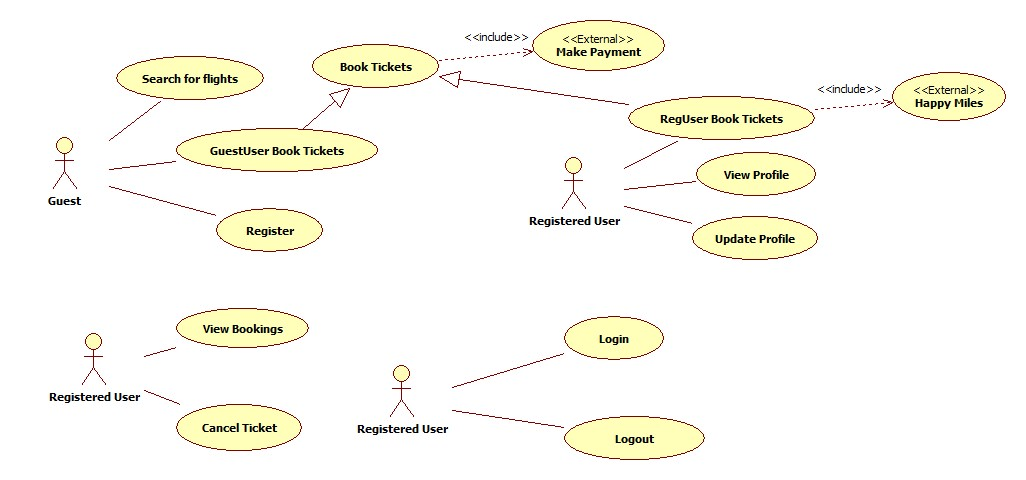 <<include>>
<<External>>
Make Payment
Book Tickets
Search for flights
<<include>>
<<External>>
Happy Miles
RegUser Book Tickets
GuestUser Book Tickets
Guest
View Profile
Registered User
Register
Update Profile
View Bookings
Login
Registered User
Cancel Ticket
Registered User
Logout